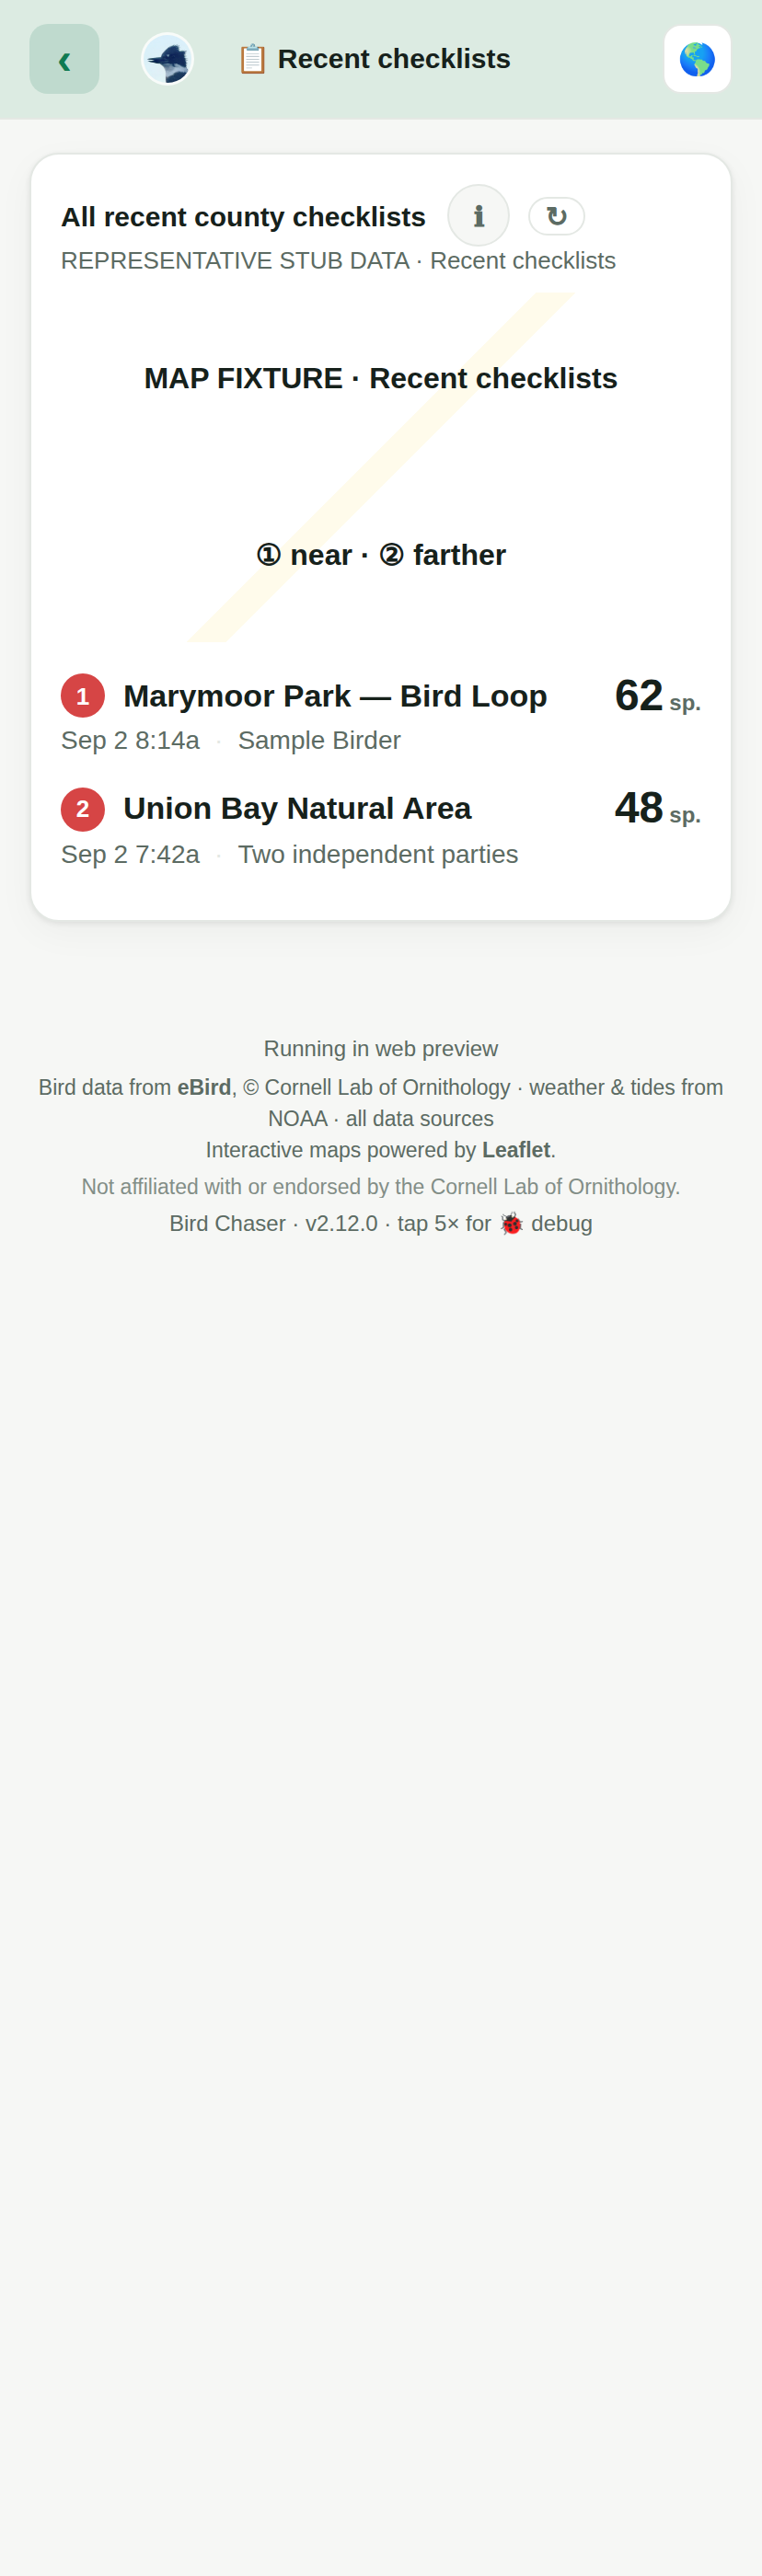 ‹ 📋 Recent checklists 🌎
All recent county checklists ℹ ↻
REPRESENTATIVE STUB DATA · Recent checklists
MAP FIXTURE · Recent checklists
① near · ② farther
1 Marymoor Park — Bird Loop 62 sp.
Sep 2 8:14a · Sample Birder
2 Union Bay Natural Area 48 sp.
Sep 2 7:42a · Two independent parties
Running in web preview
Bird data from eBird, © Cornell Lab of Ornithology · weather & tides from
NOAA · all data sources
Interactive maps powered by Leaflet.
Not affiliated with or endorsed by the Cornell Lab of Ornithology.
Bird Chaser · v2.12.0 · tap 5× for 🐞 debug